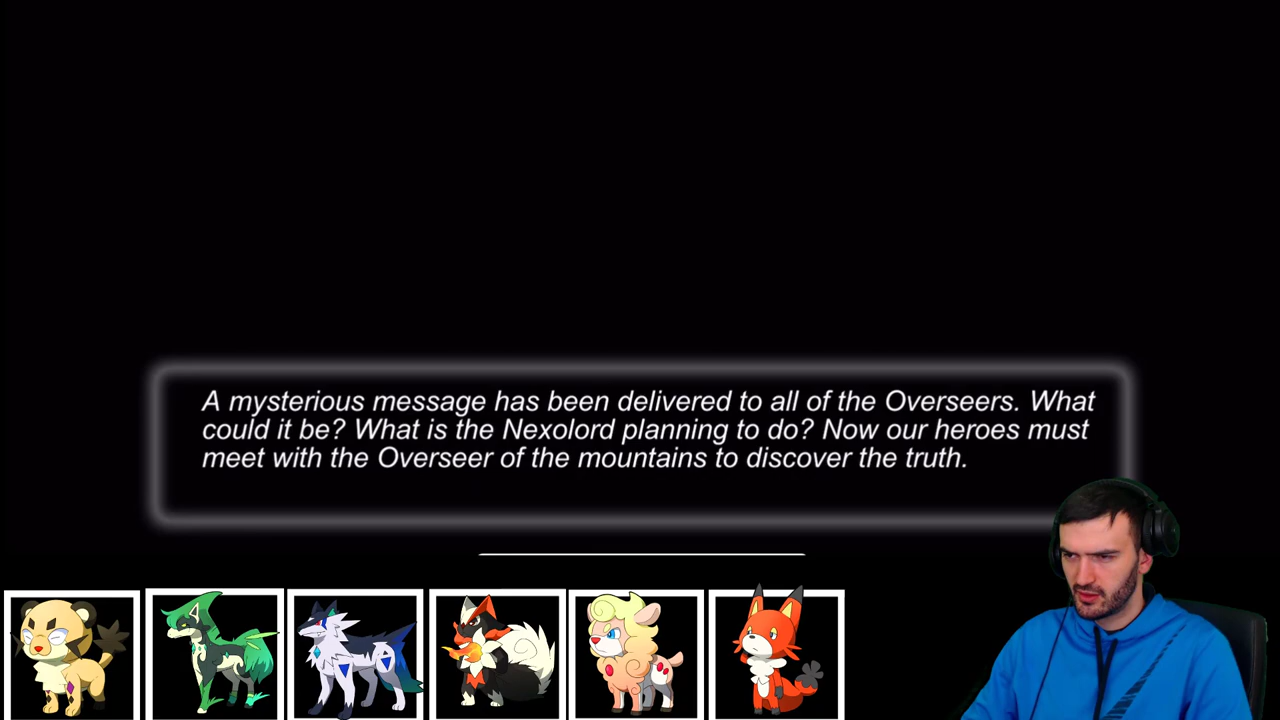 A mysterious message has been delivered to all of the Overseers. What
could it be? What is the Nexolord planning to do? Now our heroes must
meet with the Overseer of the mountains to discover the truth.